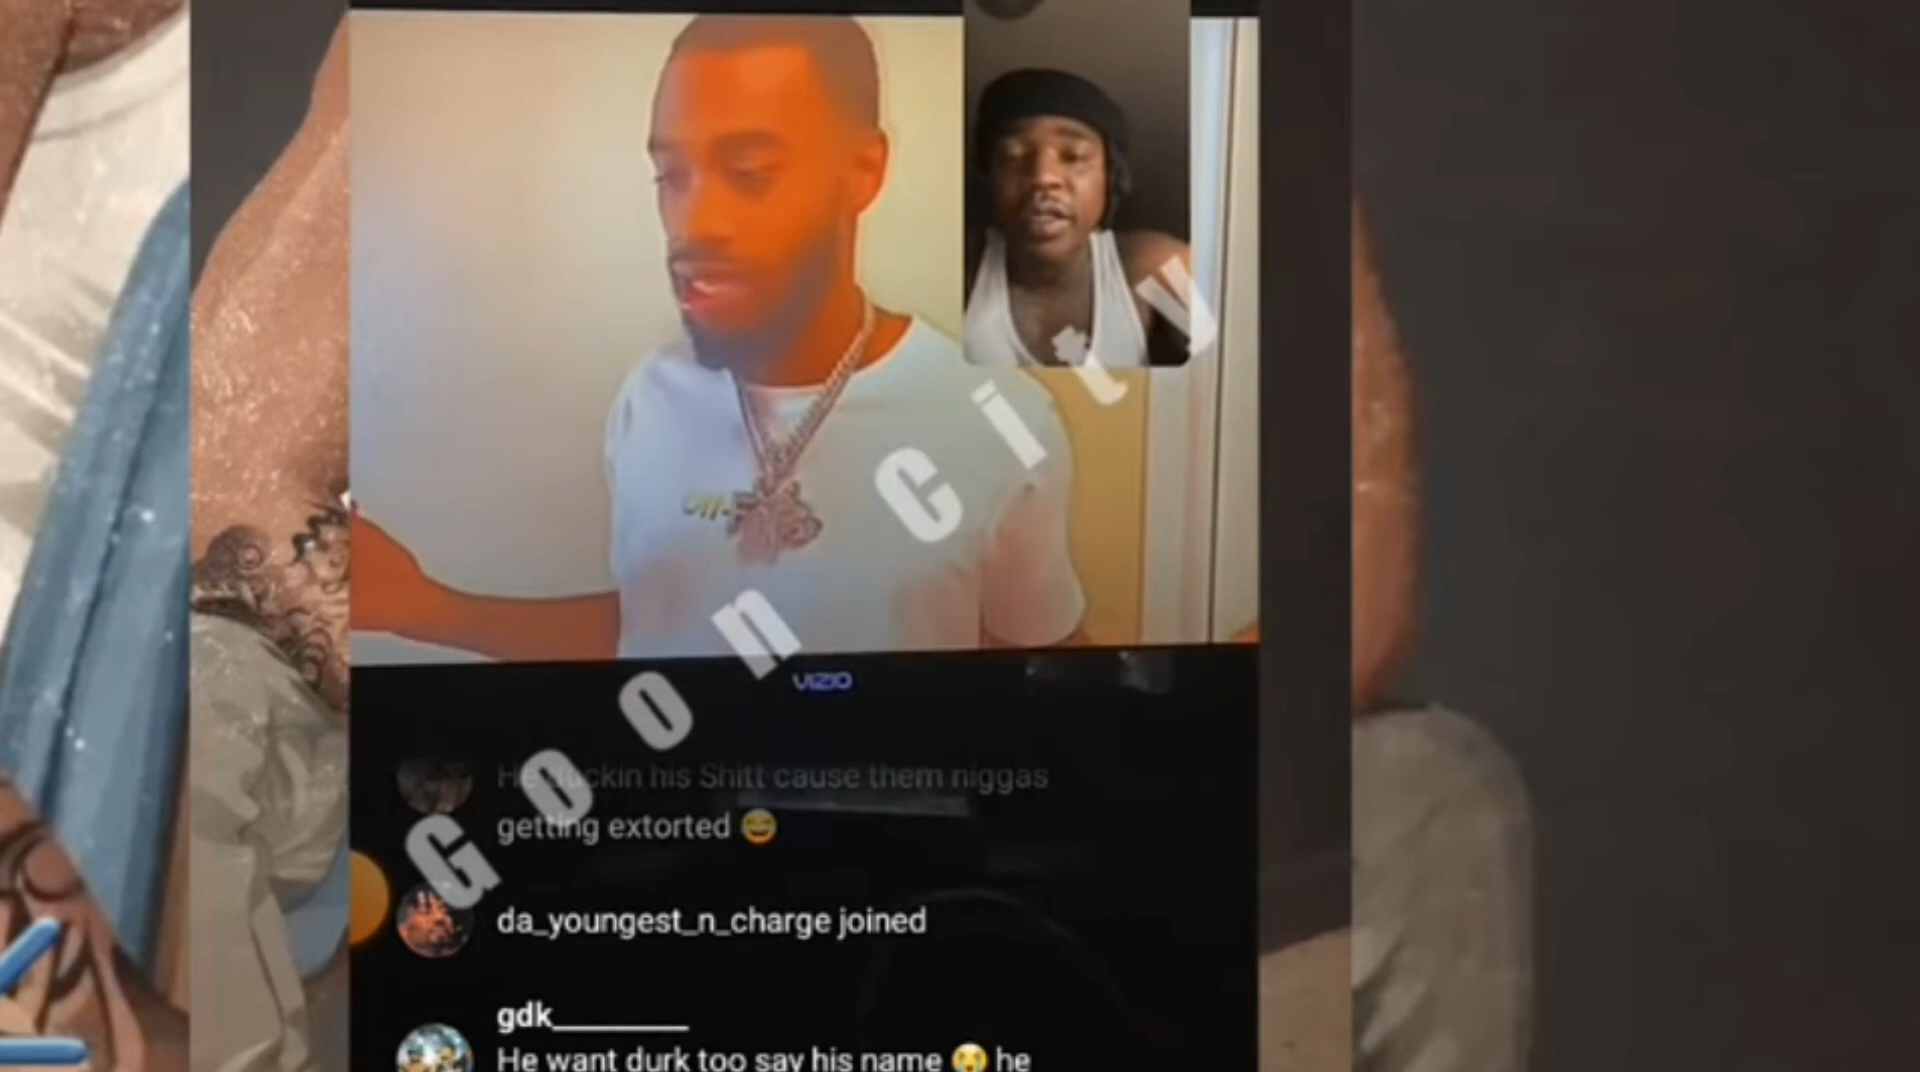 Goon City
Off-
VIZIO
his Shitt cause them niggas
getting extorted 😄
da_youngest_n_charge joined
gdk________
He want durk too say his name 😢 he